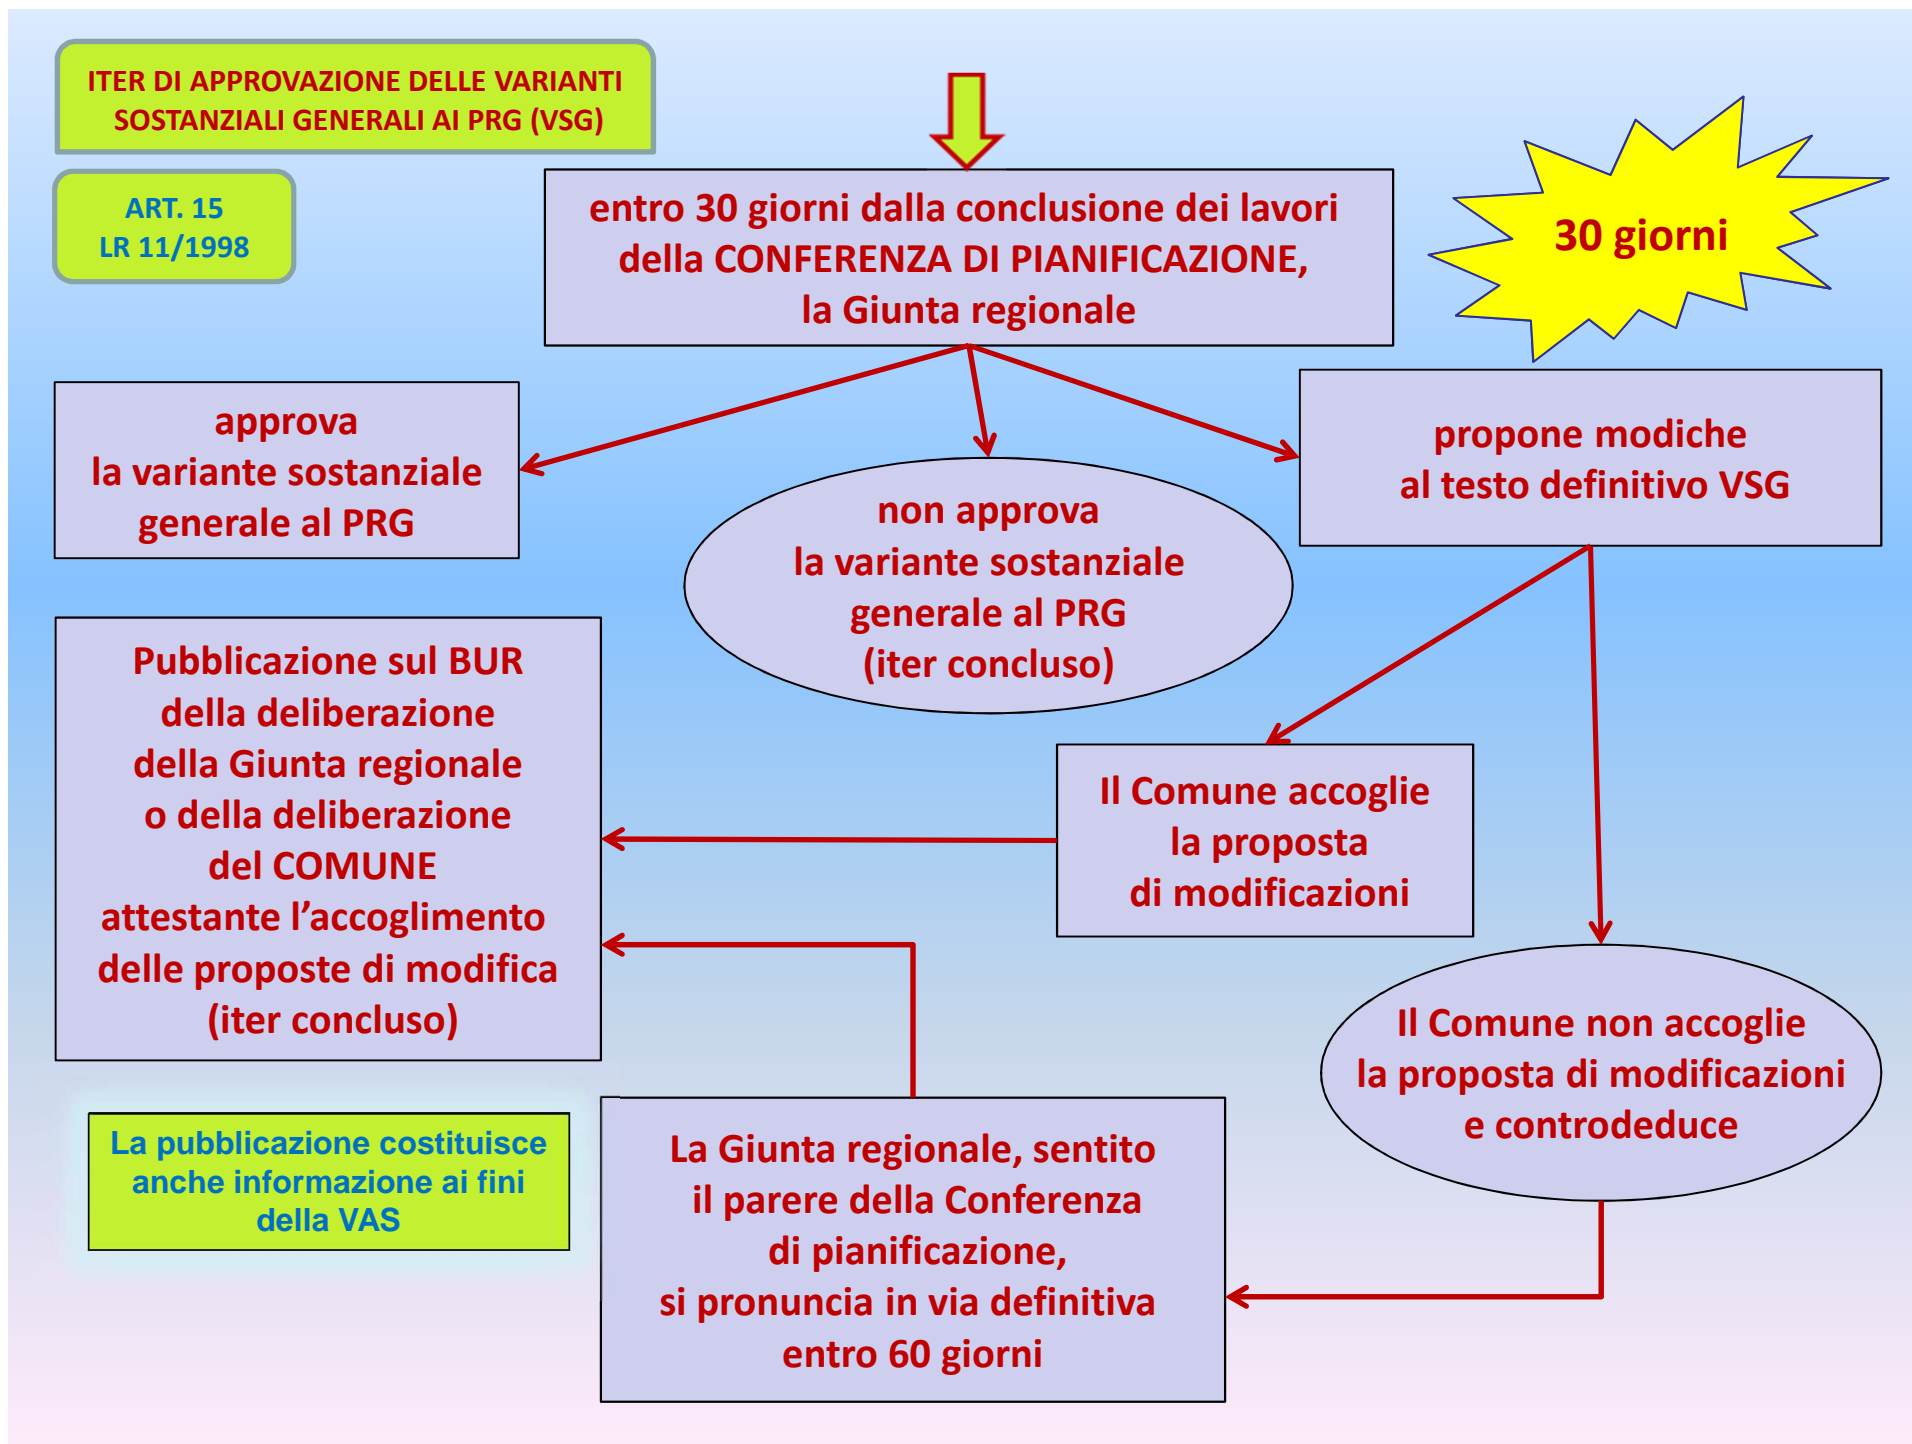 ITER DI APPROVAZIONE DELLE VARIANTI
SOSTANZIALI GENERALI AI PRG (VSG)
ART. 15
LR 11/1998
entro 30 giorni dalla conclusione dei lavori
della CONFERENZA DI PIANIFICAZIONE,
la Giunta regionale
30 giorni
approva
la variante sostanziale
generale al PRG
non approva
la variante sostanziale
generale al PRG
(iter concluso)
propone modiche
al testo definitivo VSG
Pubblicazione sul BUR
della deliberazione
della Giunta regionale
o della deliberazione
del COMUNE
attestante l’accoglimento
delle proposte di modifica
(iter concluso)
Il Comune accoglie
la proposta
di modificazioni
Il Comune non accoglie
la proposta di modificazioni
e controdeduce
La pubblicazione costituisce
anche informazione ai fini
della VAS
La Giunta regionale, sentito
il parere della Conferenza
di pianificazione,
si pronuncia in via definitiva
entro 60 giorni